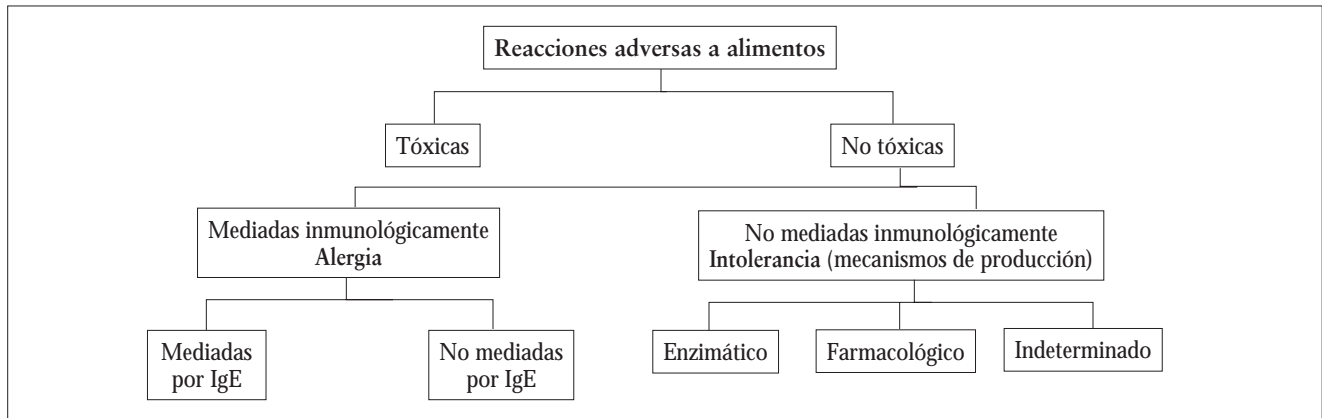 Reacciones adversas a alimentos
Tóxicas
No tóxicas
Mediadas inmunológicamente
Alergia
No mediadas inmunológicamente
Intolerancia (mecanismos de producción)
Mediadas
por IgE
No mediadas
por IgE
Enzimático
Farmacológico
Indeterminado